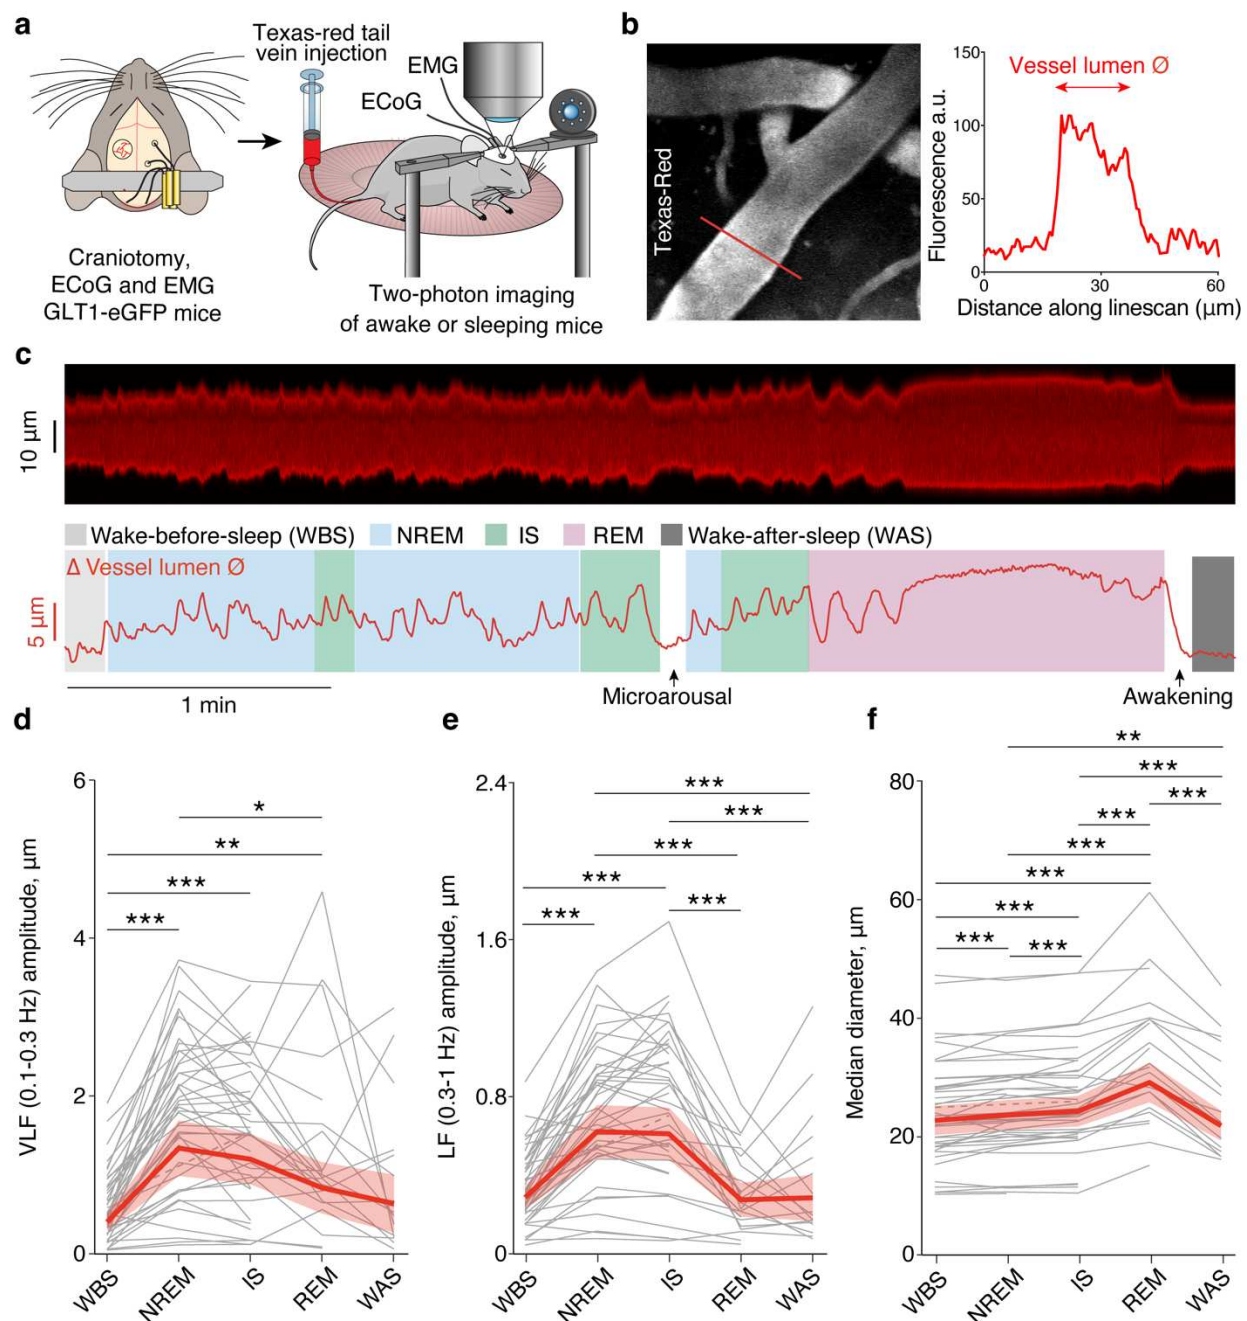 a
Texas-red tail
vein injection
EMG
ECoG
Craniotomy,
ECoG and EMG
GLT1-eGFP mice
Two-photon imaging
of awake or sleeping mice
b
Texas-Red
Fluorescence a.u.
150
100
50
0
Vessel lumen Ø
0 30 60
Distance along linescan (µm)
c
10 µm
Wake-before-sleep (WBS) NREM IS REM Wake-after-sleep (WAS)
Δ Vessel lumen Ø
5 µm
1 min
Microarousal
Awakening
d
VLF (0.1-0.3 Hz) amplitude, µm
6
4
2
0
*
**
***
***
WBS NREM IS REM WAS
e
LF (0.3-1 Hz) amplitude, µm
2.4
1.6
0.8
0
***
***
***
***
***
***
WBS NREM IS REM WAS
f
Median diameter, µm
80
60
40
20
0
**
***
***
***
***
***
***
*** ***
WBS NREM IS REM WAS